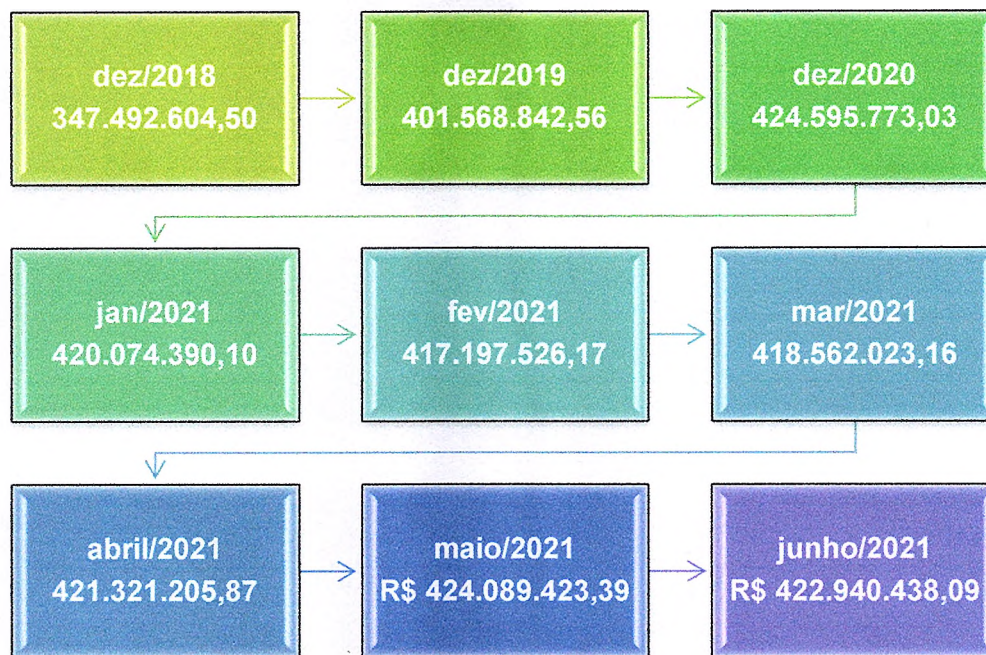 dez/2018
347.492.604,50
dez/2019
401.568.842,56
dez/2020
424.595.773,03
jan/2021
420.074.390,10
fev/2021
417.197.526,17
mar/2021
418.562.023,16
abril/2021
421.321.205,87
maio/2021
R$ 424.089.423,39
junho/2021
R$ 422.940.438,09